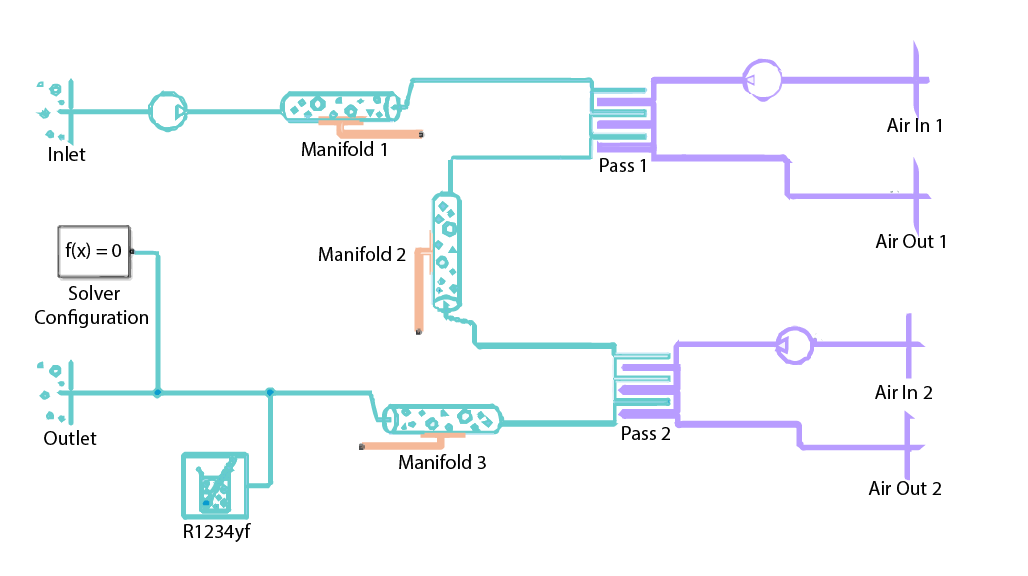 Inlet
Manifold 1
Pass 1
Air In 1
Air Out 1
Manifold 2
f(x) = 0
Solver
Configuration
Outlet
Manifold 3
Pass 2
Air In 2
Air Out 2
R1234yf